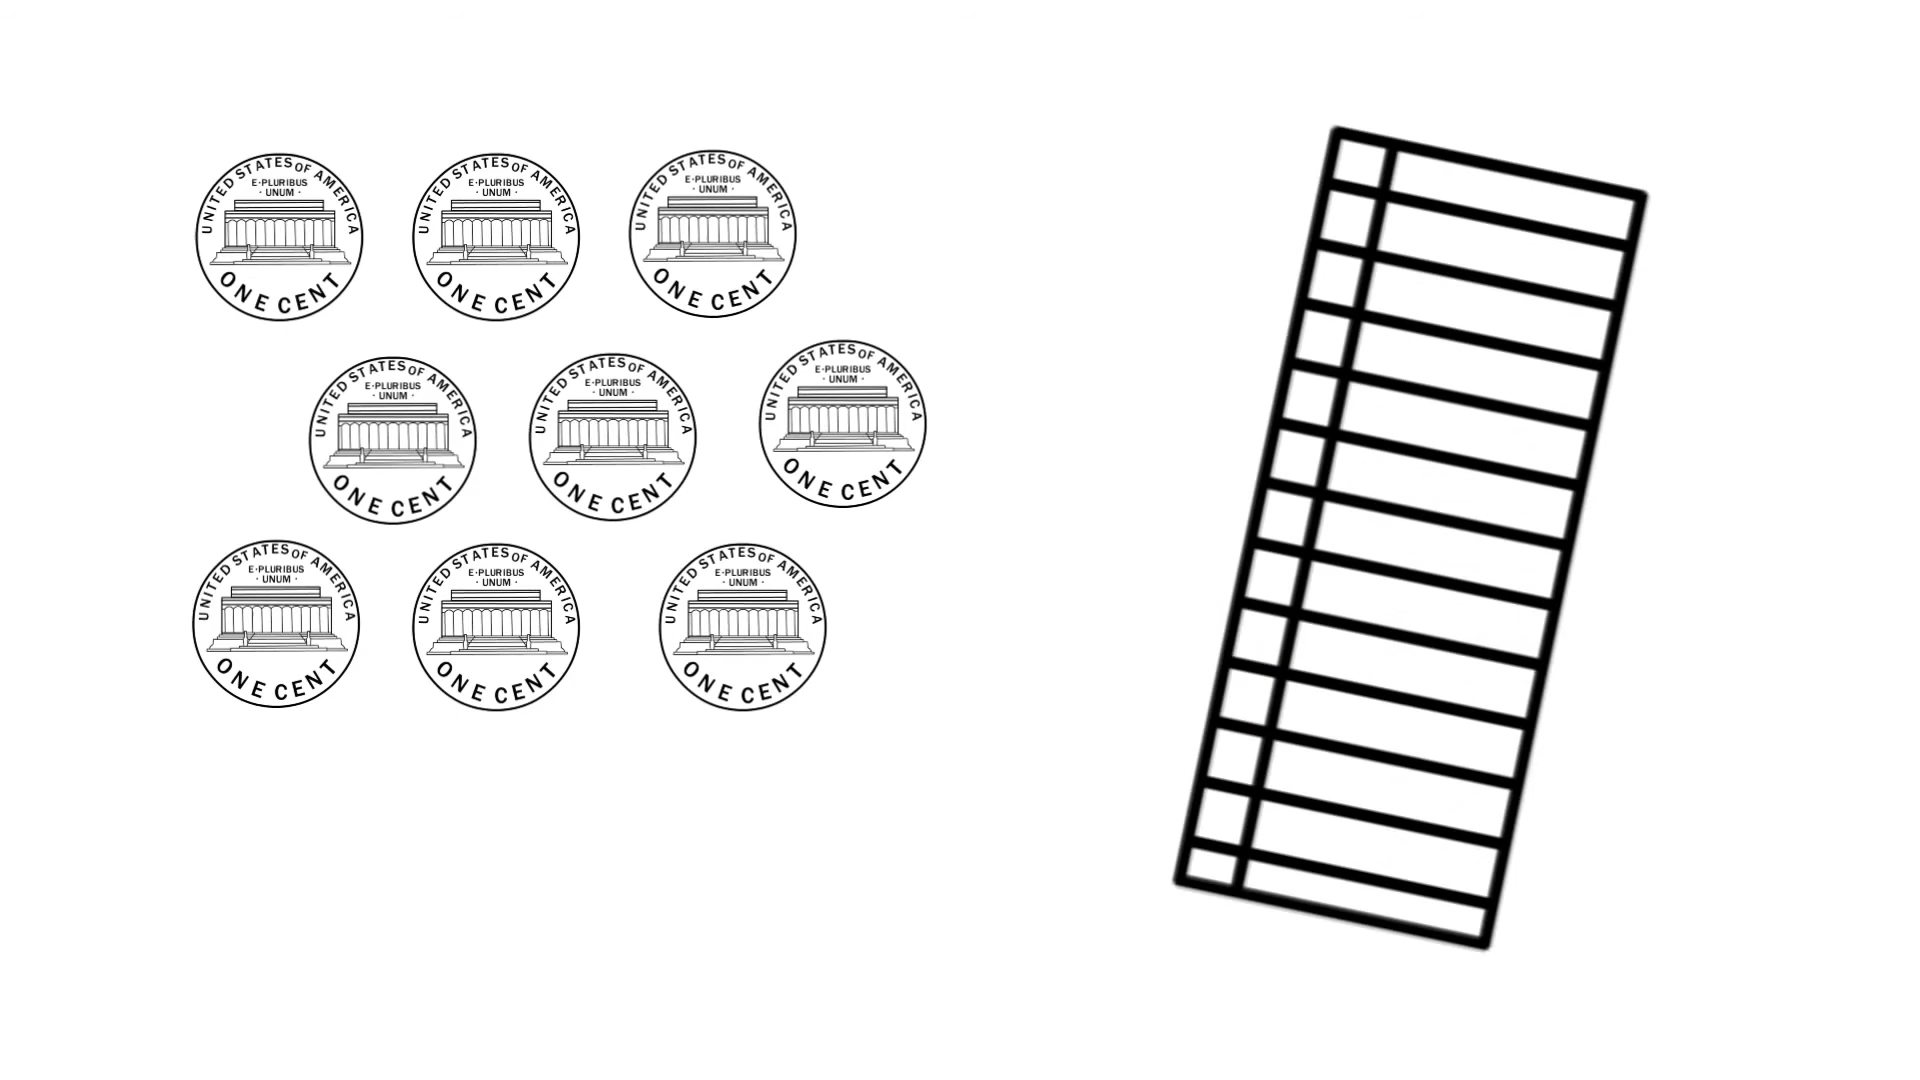 UNITED STATES OF AMERICA
E·PLURIBUS
· UNUM ·
ONE CENT
UNITED STATES OF AMERICA
E·PLURIBUS
· UNUM ·
ONE CENT
UNITED STATES OF AMERICA
E·PLURIBUS
· UNUM ·
ONE CENT
UNITED STATES OF AMERICA
E·PLURIBUS
· UNUM ·
ONE CENT
UNITED STATES OF AMERICA
E·PLURIBUS
· UNUM ·
ONE CENT
UNITED STATES OF AMERICA
E·PLURIBUS
· UNUM ·
ONE CENT
UNITED STATES OF AMERICA
E·PLURIBUS
· UNUM ·
ONE CENT
UNITED STATES OF AMERICA
E·PLURIBUS
· UNUM ·
ONE CENT
UNITED STATES OF AMERICA
E·PLURIBUS
· UNUM ·
ONE CENT